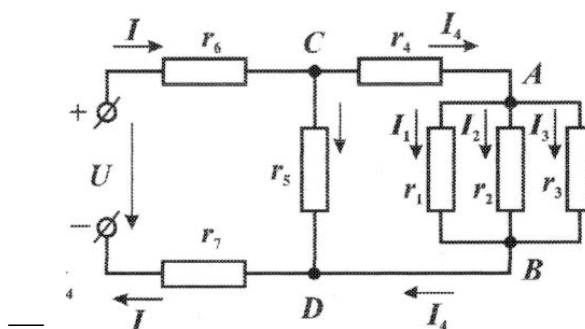 I r₆ C r₄ I₄
A
+
I₁ I₂ I₃
U r₅ r₁ r₂ r₃
−
r₇ B
4
I D I₄